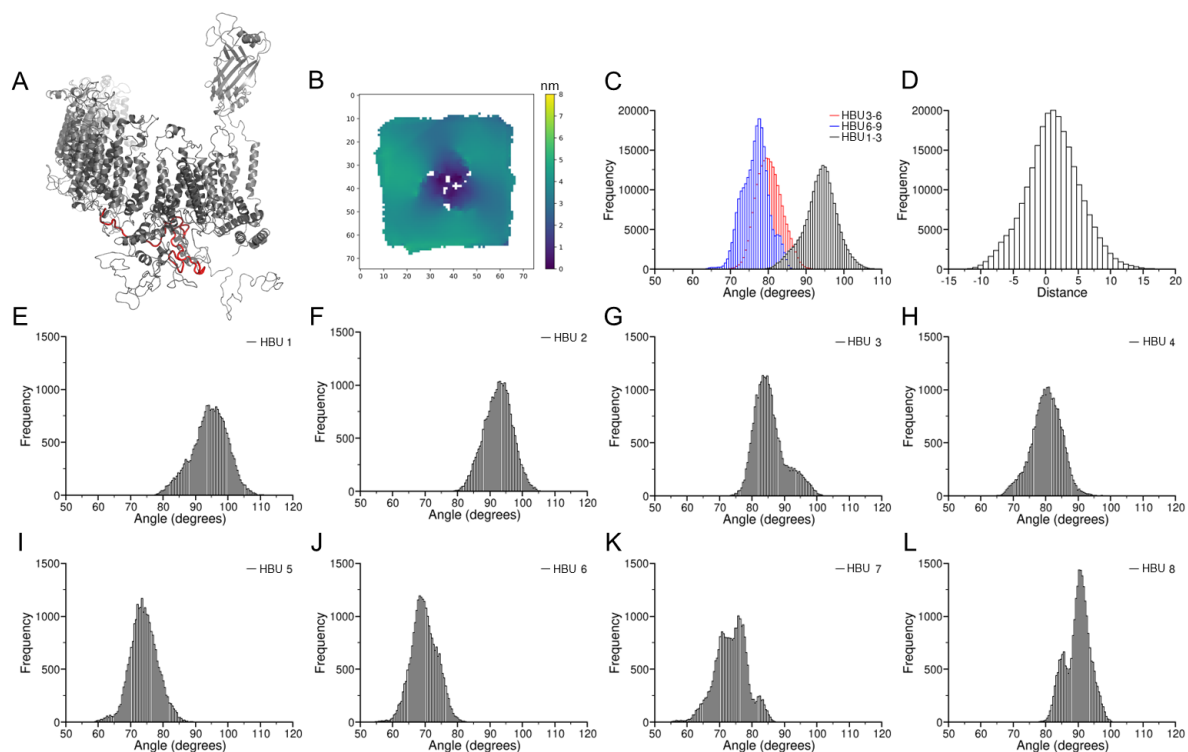 A
B
nm
0
10
20
30
40
50
60
70
0 10 20 30 40 50 60 70
8
7
6
5
4
3
2
1
0
C
HBU3-6
HBU6-9
HBU1-3
20000
17500
15000
12500
10000
7500
5000
2500
0
50 60 70 80 90 100 110
Frequency
Angle (degrees)
D
20000
17500
15000
12500
10000
7500
5000
2500
0
-15 -10 -5 0 5 10 15 20
Frequency
Distance
E
HBU 1
1500
1000
500
0
50 60 70 80 90 100 110 120
Frequency
Angle (degrees)
F
HBU 2
1500
1000
500
0
50 60 70 80 90 100 110 120
Frequency
Angle (degrees)
G
HBU 3
1500
1000
500
0
50 60 70 80 90 100 110 120
Frequency
Angle (degrees)
H
HBU 4
1500
1000
500
0
50 60 70 80 90 100 110 120
Frequency
Angle (degrees)
I
HBU 5
1500
1000
500
0
50 60 70 80 90 100 110 120
Frequency
Angle (degrees)
J
HBU 6
1500
1000
500
0
50 60 70 80 90 100 110 120
Frequency
Angle (degrees)
K
HBU 7
1500
1000
500
0
50 60 70 80 90 100 110 120
Frequency
Angle (degrees)
L
HBU 8
1500
1000
500
0
50 60 70 80 90 100 110 120
Frequency
Angle (degrees)